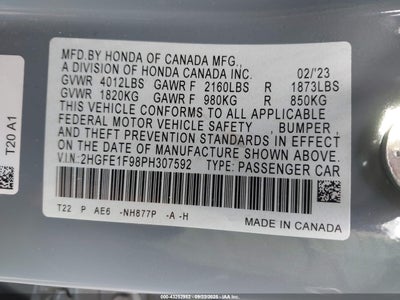 MFD.BY HONDA OF CANADA MFG.,
A DIVISION OF HONDA CANADA INC. 02/'23
GVWR 4012LBS GAWR F 2160LBS R 1873LBS
GVWR 1820KG GAWR F 980KG R 850KG
THIS VEHICLE CONFORMS TO ALL APPLICABLE
FEDERAL MOTOR VEHICLE SAFETY , BUMPER ,
AND THEFT PREVENTION STANDARDS IN EFFECT
ON THE DATE OF MANUFACTURE SHOWN ABOVE.
V.I.N: 2HGFE1F98PH307592 TYPE: PASSENGER CAR
T22 P AE6 -NH877P -A -H
MADE IN CANADA
T20 A1